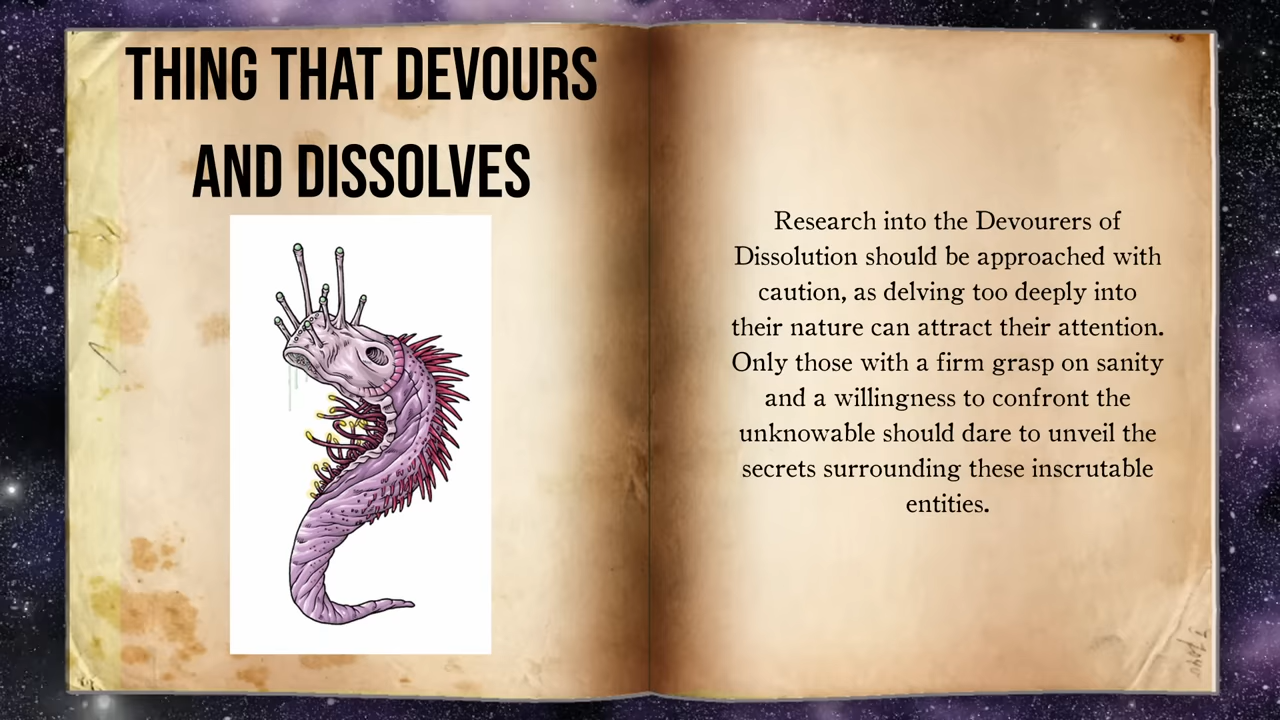 THING THAT DEVOURS
AND DISSOLVES
Research into the Devourers of
Dissolution should be approached with
caution, as delving too deeply into
their nature can attract their attention.
Only those with a firm grasp on sanity
and a willingness to confront the
unknowable should dare to unveil the
secrets surrounding these inscrutable
entities.